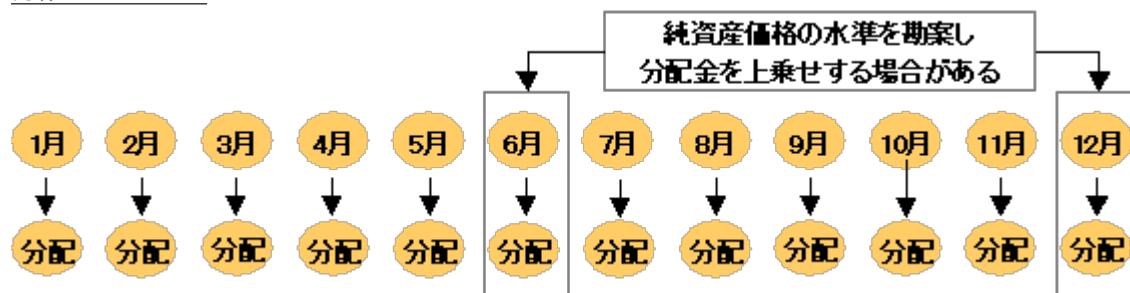 純資産価格の水準を勘案し
分配金を上乗せする場合がある
1月 2月 3月 4月 5月 6月 7月 8月 9月 10月 11月 12月
分配 分配 分配 分配 分配 分配 分配 分配 分配 分配 分配 分配